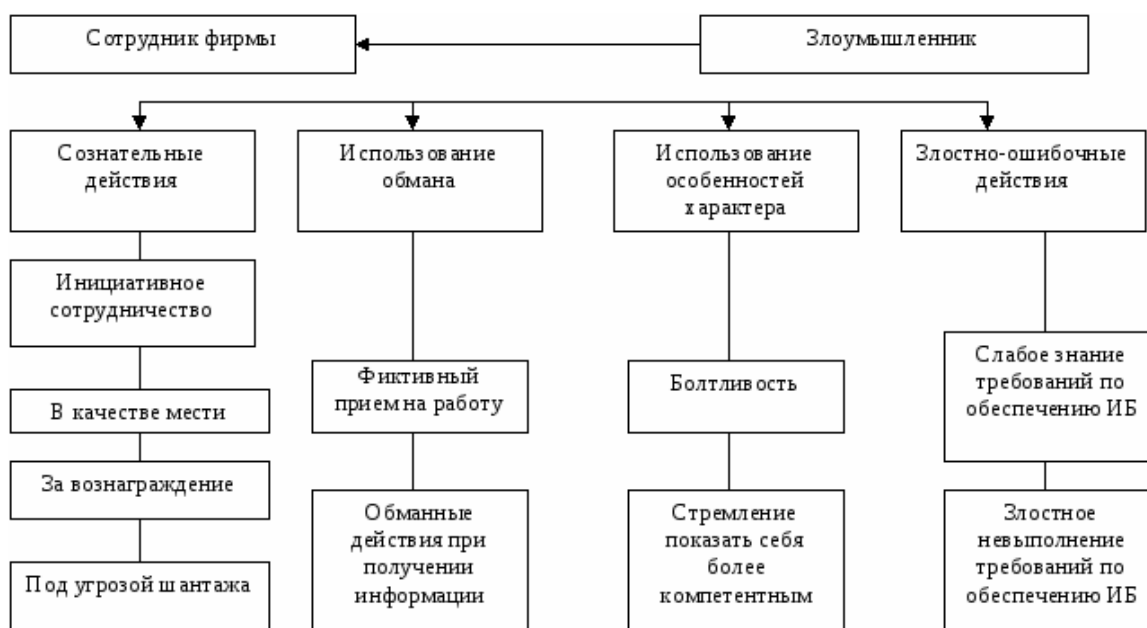 Сотрудник фирмы
Злоумышленник
Сознательные
действия
Использование
обмана
Использование
особенностей
характера
Злостно-ошибочные
действия
Инициативное
сотрудничество
В качестве мести
За вознаграждение
Под угрозой шантажа
Фиктивный
прием на работу
Обманные
действия при
получении
информации
Болтливость
Стремление
показать себя
более
компетентным
Слабое знание
требований по
обеспечению ИБ
Злостное
невыполнение
требований по
обеспечению ИБ